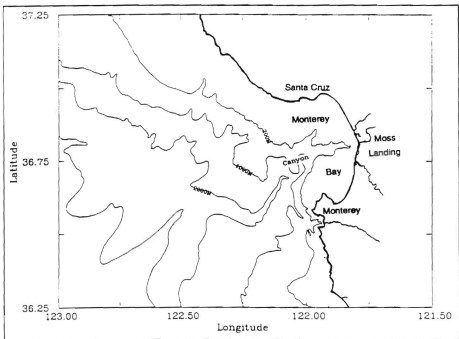 37.25
Santa Cruz
Monterey
Moss
Landing
Latitude
36.75
Canyon
Bay
Monterey
36.25
123.00
122.50
122.00
121.50
Longitude